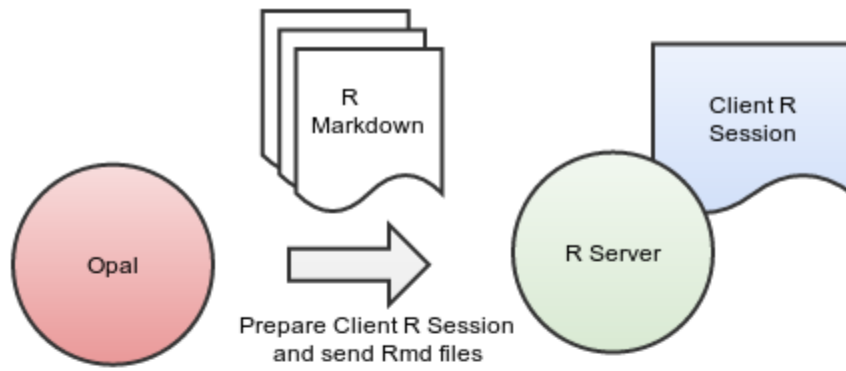 R
Markdown
Client R
Session
Opal
R Server
Prepare Client R Session
and send Rmd files